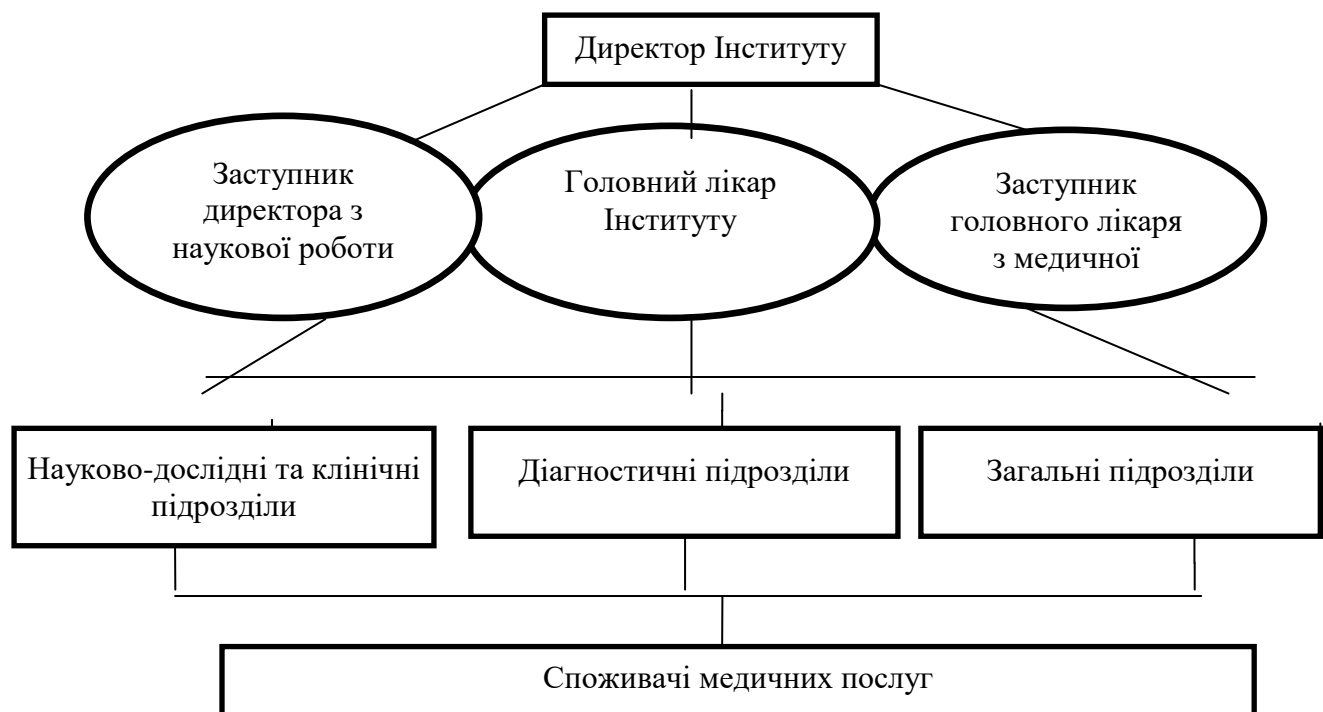 Директор Інституту
Заступник
директора з
наукової роботи
Головний лікар
Інституту
Заступник
головного лікаря
з медичної
Науково-дослідні та клінічні
підрозділи
Діагностичні підрозділи
Загальні підрозділи
Споживачі медичних послуг